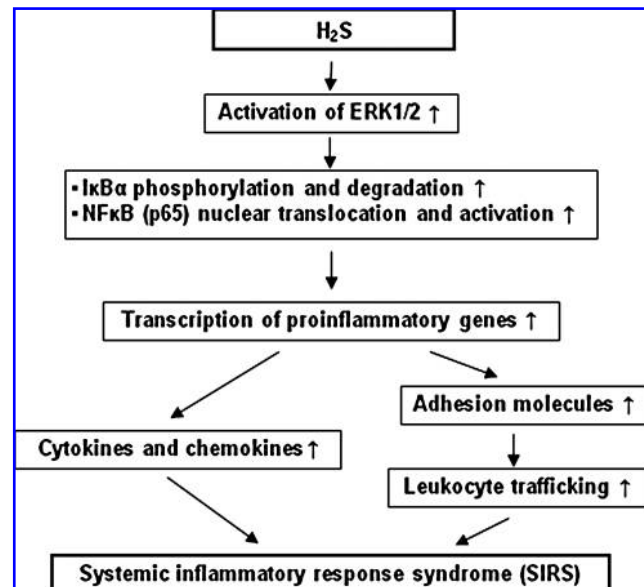 H₂S
Activation of ERK1/2 ↑
▪ IκBα phosphorylation and degradation ↑
▪ NFκB (p65) nuclear translocation and activation ↑
Transcription of proinflammatory genes ↑
Adhesion molecules ↑
Cytokines and chemokines ↑
Leukocyte trafficking ↑
Systemic inflammatory response syndrome (SIRS)